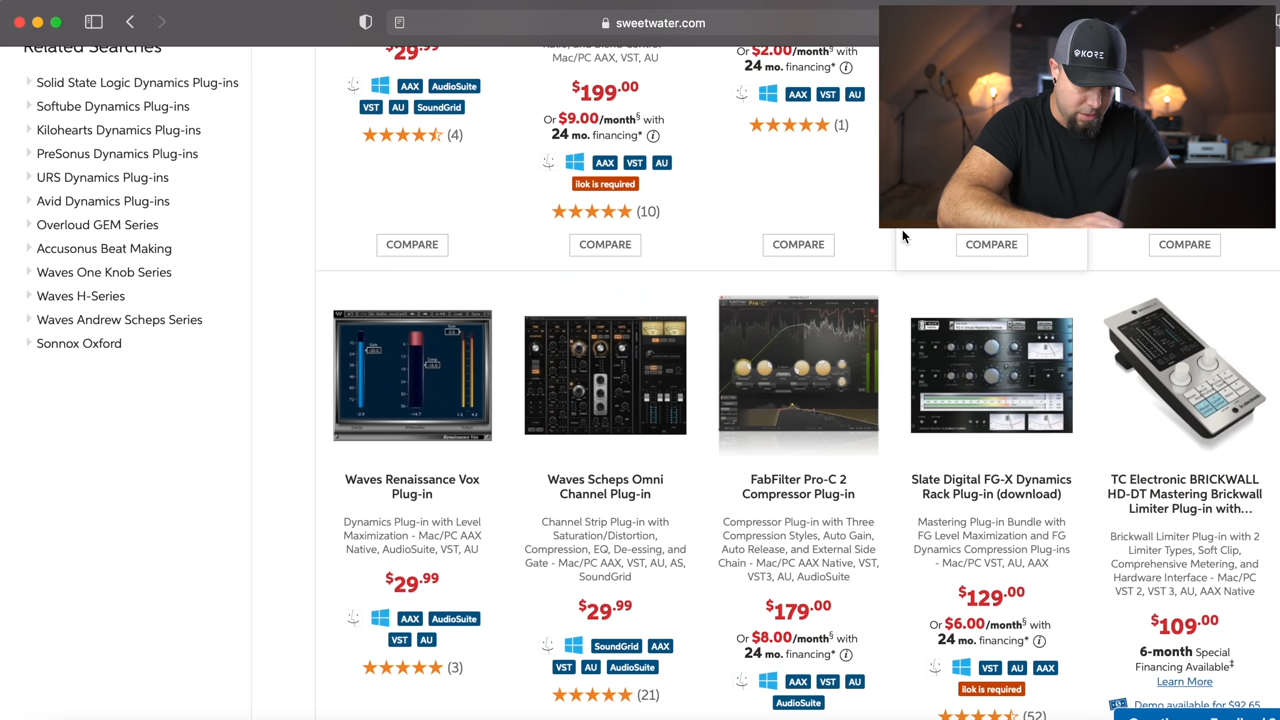 sweetwater.com
KORE
Related Searches
Solid State Logic Dynamics Plug-ins
Softube Dynamics Plug-ins
Kilohearts Dynamics Plug-ins
PreSonus Dynamics Plug-ins
URS Dynamics Plug-ins
Avid Dynamics Plug-ins
Overloud GEM Series
Accusonus Beat Making
Waves One Knob Series
Waves H-Series
Waves Andrew Scheps Series
Sonnox Oxford
$29.99
AAX AudioSuite
VST AU SoundGrid
(4)
COMPARE
Mac/PC AAX, VST, AU
$199.00
Or $9.00/month§ with
24 mo. financing* i
AAX VST AU
ilok is required
(10)
COMPARE
Or $2.00/month§ with
24 mo. financing* i
AAX VST AU
(1)
COMPARE
COMPARE
COMPARE
Waves Renaissance Vox
Plug-in
Dynamics Plug-in with Level
Maximization - Mac/PC AAX
Native, AudioSuite, VST, AU
$29.99
AAX AudioSuite
VST AU
(3)
Waves Scheps Omni
Channel Plug-in
Channel Strip Plug-in with
Saturation/Distortion,
Compression, EQ, De-essing, and
Gate - Mac/PC AAX, VST, AU, AS,
SoundGrid
$29.99
SoundGrid AAX
VST AU AudioSuite
(21)
FabFilter Pro-C 2
Compressor Plug-in
Compressor Plug-in with Three
Compression Styles, Auto Gain,
Auto Release, and External Side
Chain - Mac/PC AAX Native, VST,
VST3, AU, AudioSuite
$179.00
Or $8.00/month§ with
24 mo. financing* i
AAX VST AU
AudioSuite
Slate Digital FG-X Dynamics
Rack Plug-in (download)
Mastering Plug-in Bundle with
FG Level Maximization and FG
Dynamics Compression Plug-ins
- Mac/PC VST, AU, AAX
$129.00
Or $6.00/month§ with
24 mo. financing* i
VST AU AAX
ilok is required
(52)
TC Electronic BRICKWALL
HD-DT Mastering Brickwall
Limiter Plug-in with...
Brickwall Limiter Plug-in with 2
Limiter Types, Soft Clip,
Comprehensive Metering, and
Hardware Interface - Mac/PC
VST 2, VST 3, AU, AAX Native
$109.00
6-month Special
Financing Available‡
Learn More
Demo available for $92.65